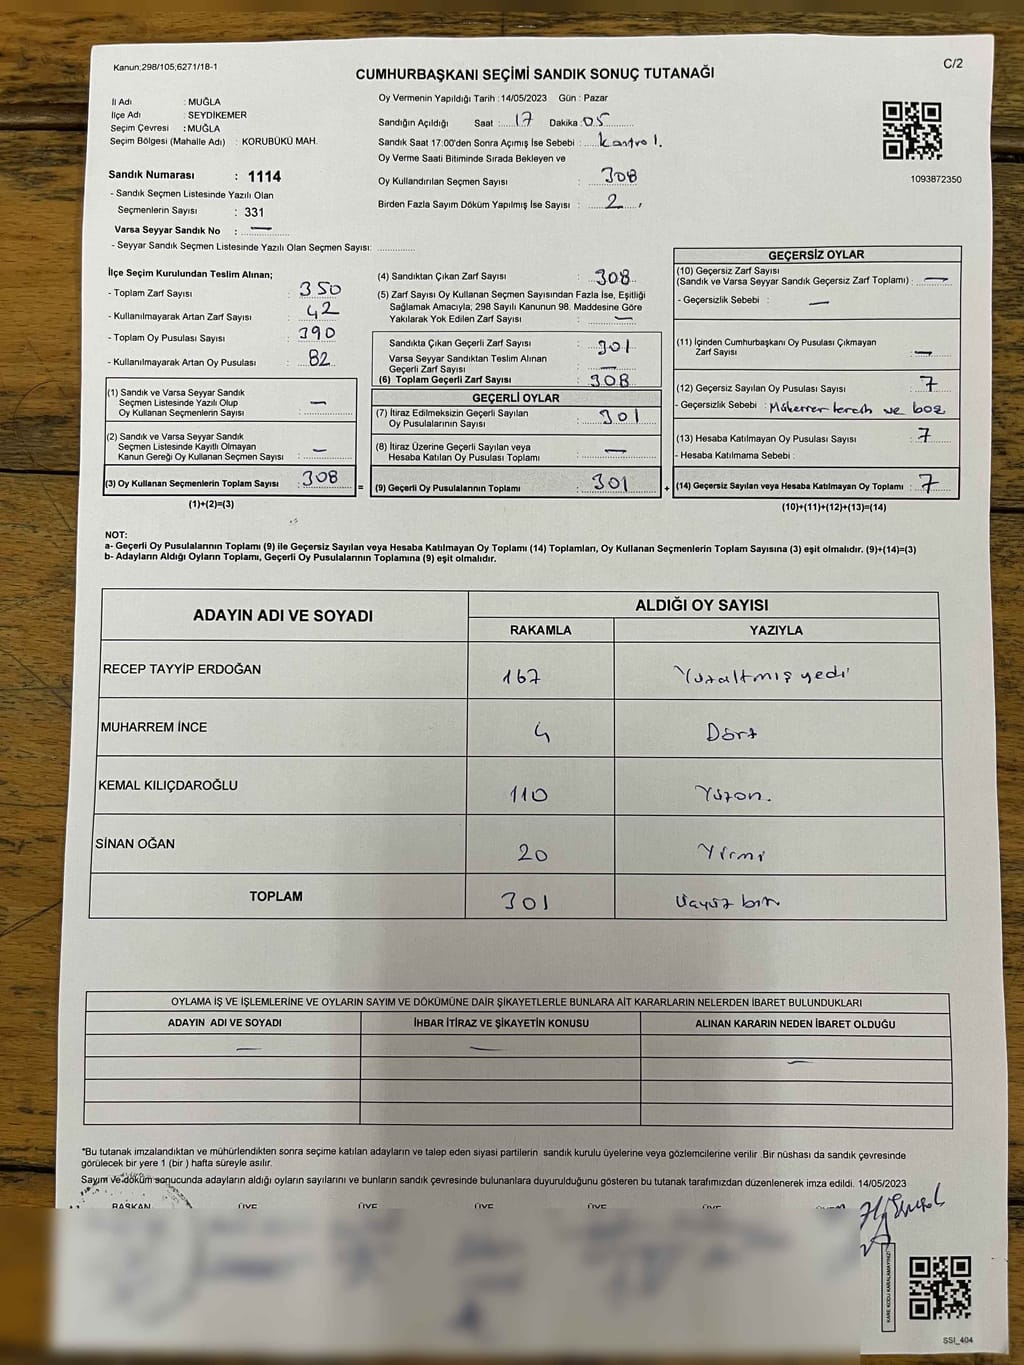 Kanun;298/105;6271/18-1
C/2
CUMHURBAŞKANI SEÇİMİ SANDIK SONUÇ TUTANAĞI
İl Adı : MUĞLA
İlçe Adı : SEYDİKEMER
Seçim Çevresi : MUĞLA
Seçim Bölgesi (Mahalle Adı) : KORUBÜKÜ MAH.
Sandık Numarası : 1114
- Sandık Seçmen Listesinde Yazılı Olan
Seçmenlerin Sayısı : 331
Varsa Seyyar Sandık No : —
- Seyyar Sandık Seçmen Listesinde Yazılı Olan Seçmen Sayısı:
Oy Vermenin Yapıldığı Tarih : 14/05/2023 Gün : Pazar
Sandığın Açıldığı Saat : 17 Dakika : 05
Sandık Saat 17:00'den Sonra Açımış İse Sebebi : kontrol.
Oy Verme Saati Bitiminde Sırada Bekleyen ve
Oy Kullandırılan Seçmen Sayısı : 308
Birden Fazla Sayım Döküm Yapılmış İse Sayısı : 2
1093872350
İlçe Seçim Kurulundan Teslim Alınan;
- Toplam Zarf Sayısı : 350
- Kullanılmayarak Artan Zarf Sayısı : 42
- Toplam Oy Pusulası Sayısı : 390
- Kullanılmayarak Artan Oy Pusulası : 82
(1) Sandık ve Varsa Seyyar Sandık
Seçmen Listesinde Yazılı Olup
Oy Kullanan Seçmenlerin Sayısı : —
(2) Sandık ve Varsa Seyyar Sandık
Seçmen Listesinde Kayıtlı Olmayan
Kanun Gereği Oy Kullanan Seçmen Sayısı : —
(3) Oy Kullanan Seçmenlerin Toplam Sayısı : 308
(1)+(2)=(3)
(4) Sandıktan Çıkan Zarf Sayısı : 308
(5) Zarf Sayısı Oy Kullanan Seçmen Sayısından Fazla İse, Eşitliği
Sağlamak Amacıyla; 298 Sayılı Kanunun 98. Maddesine Göre
Yakılarak Yok Edilen Zarf Sayısı : —
Sandıkta Çıkan Geçerli Zarf Sayısı : 301
Varsa Seyyar Sandıktan Teslim Alınan
Geçerli Zarf Sayısı : —
(6) Toplam Geçerli Zarf Sayısı : 308
GEÇERLİ OYLAR
(7) İtiraz Edilmeksizin Geçerli Sayılan
Oy Pusulalarının Sayısı : 301
(8) İtiraz Üzerine Geçerli Sayılan veya
Hesaba Katılan Oy Pusulası Toplamı : —
= (9) Geçerli Oy Pusulalarının Toplamı : 301 +
GEÇERSİZ OYLAR
(10) Geçersiz Zarf Sayısı
(Sandık ve Varsa Seyyar Sandık Geçersiz Zarf Toplamı) : —
- Geçersizlik Sebebi : —
(11) İçinden Cumhurbaşkanı Oy Pusulası Çıkmayan
Zarf Sayısı : —
(12) Geçersiz Sayılan Oy Pusulası Sayısı : 7
- Geçersizlik Sebebi : Mükerrer tercih ve boş
(13) Hesaba Katılmayan Oy Pusulası Sayısı : 7
- Hesaba Katılmama Sebebi :
(14) Geçersiz Sayılan veya Hesaba Katılmayan Oy Toplamı : 7
(10)+(11)+(12)+(13)=(14)
NOT:
a- Geçerli Oy Pusulalarının Toplamı (9) ile Geçersiz Sayılan veya Hesaba Katılmayan Oy Toplamı (14) Toplamları, Oy Kullanan Seçmenlerin Toplam Sayısına (3) eşit olmalıdır. (9)+(14)=(3)
b- Adayların Aldığı Oyların Toplamı, Geçerli Oy Pusulalarının Toplamına (9) eşit olmalıdır.
ADAYIN ADI VE SOYADI
ALDIĞI OY SAYISI
RAKAMLA YAZIYLA
RECEP TAYYİP ERDOĞAN 167 Yüzaltmış yedi
MUHARREM İNCE 4 Dört
KEMAL KILIÇDAROĞLU 110 Yüzon.
SİNAN OĞAN 20 Yirmi
TOPLAM 301 Üçyüz bir.
OYLAMA İŞ VE İŞLEMLERİNE VE OYLARIN SAYIM VE DÖKÜMÜNE DAİR ŞİKAYETLERLE BUNLARA AİT KARARLARIN NELERDEN İBARET BULUNDUKLARI
ADAYIN ADI VE SOYADI İHBAR İTİRAZ VE ŞİKAYETİN KONUSU ALINAN KARARIN NEDEN İBARET OLDUĞU
— — —
*Bu tutanak imzalandıktan ve mühürlendikten sonra seçime katılan adayların ve talep eden siyasi partilerin sandık kurulu üyelerine veya gözlemcilerine verilir .Bir nüshası da sandık çevresinde
görülecek bir yere 1 (bir ) hafta süreyle asılır.
Sayım ve döküm sonucunda adayların aldığı oyların sayılarını ve bunların sandık çevresinde bulunanlara duyurulduğunu gösteren bu tutanak tarafımızdan düzenlenerek imza edildi. 14/05/2023
BAŞKAN ÜYE ÜYE ÜYE ÜYE ÜYE
KARE KODU KARALAMAYINIZ
SSI_404